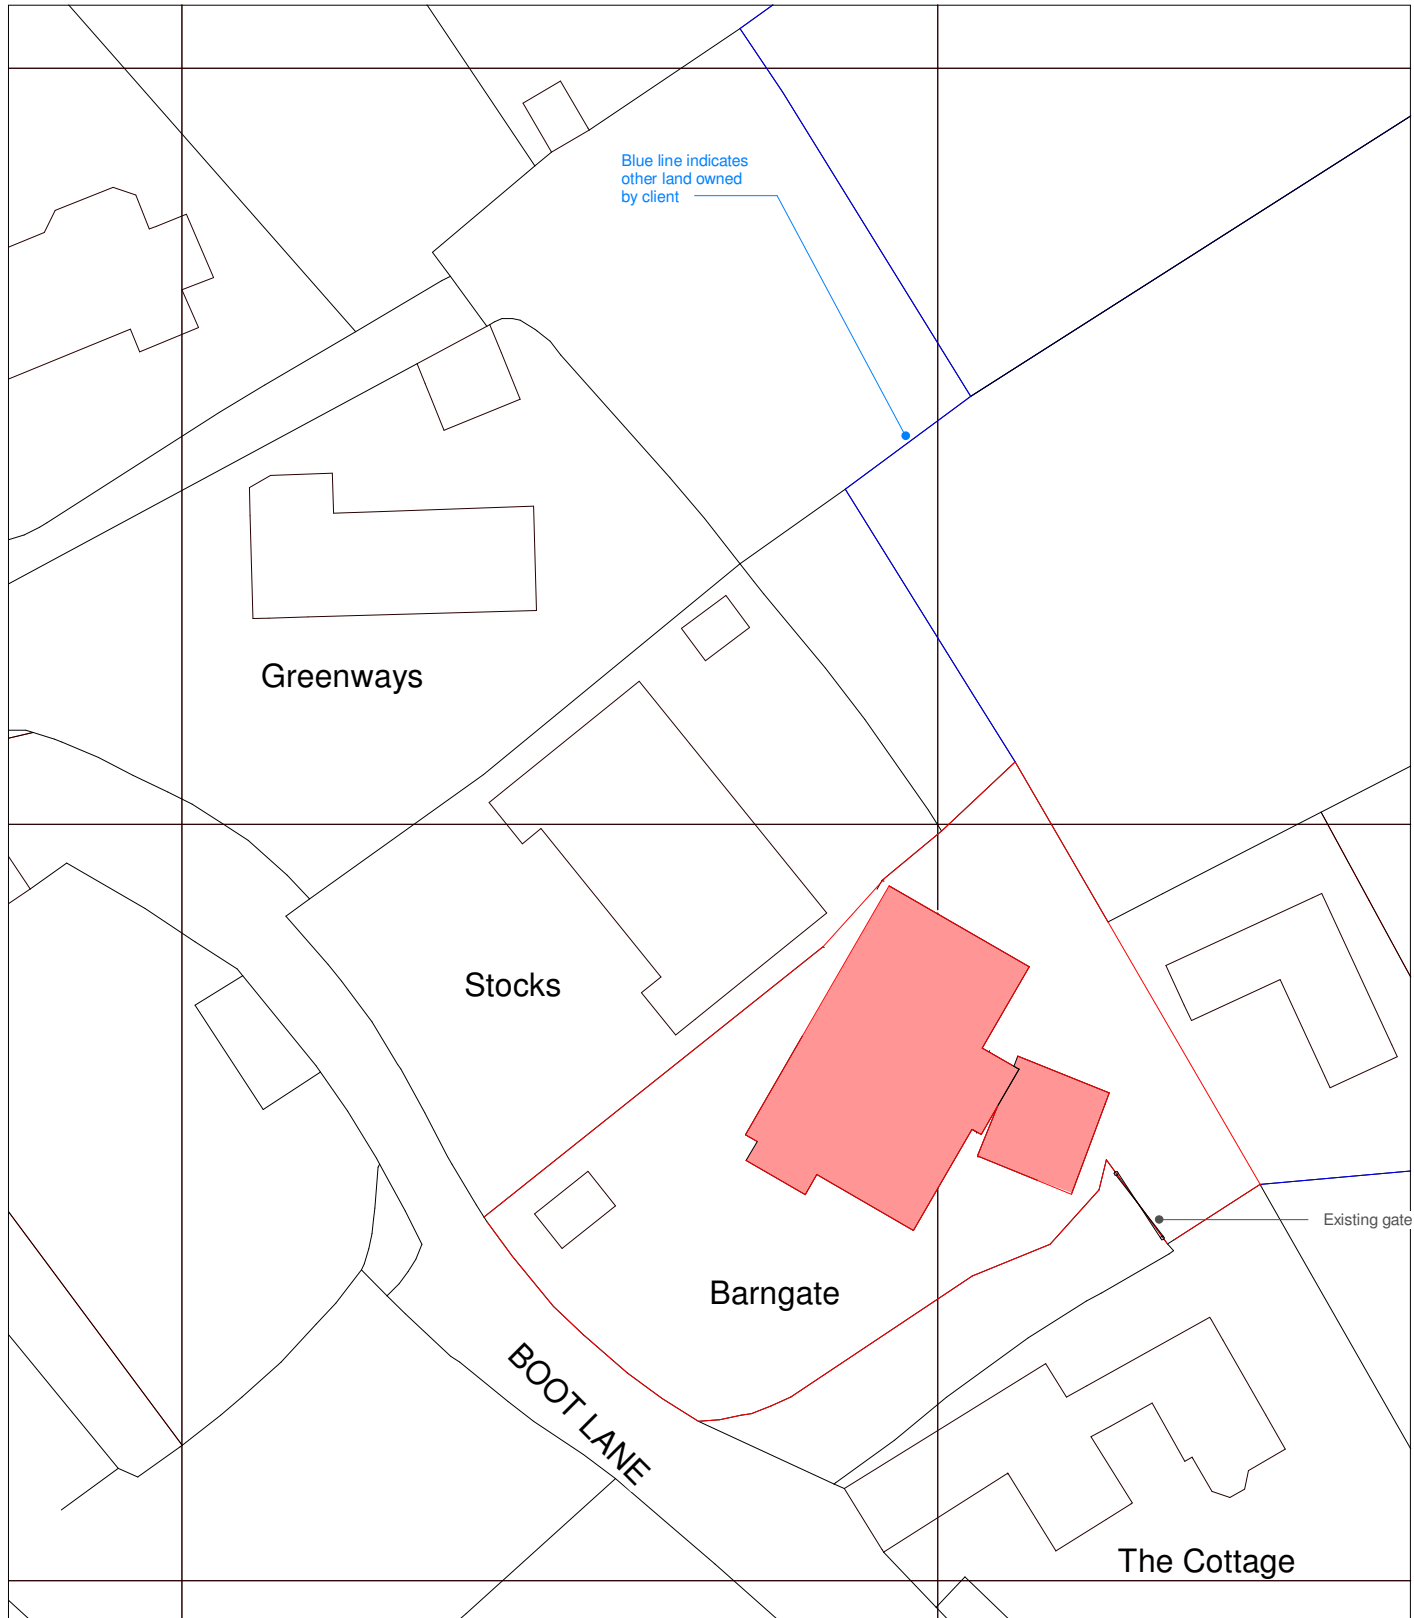 Blue line indicates
other land owned
by client
Greenways
Stocks
Existing gate
Barngate
BOOT LANE
The Cottage